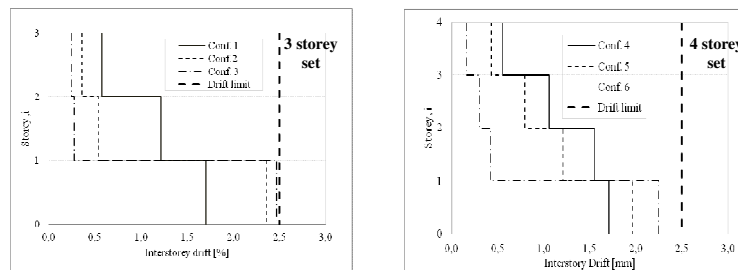 3
2
1
0
Storey, i
Conf. 1
Conf. 2
Conf. 3
Drift limit
3 storey
set
0,0 0,5 1,0 1,5 2,0 2,5 3,0
Interstorey drift [%]
4
3
2
1
0
Storey, i
Conf. 4
Conf. 5
Conf. 6
Drift limit
4 storey
set
0,0 0,5 1,0 1,5 2,0 2,5 3,0
Interstory Drift [mm]